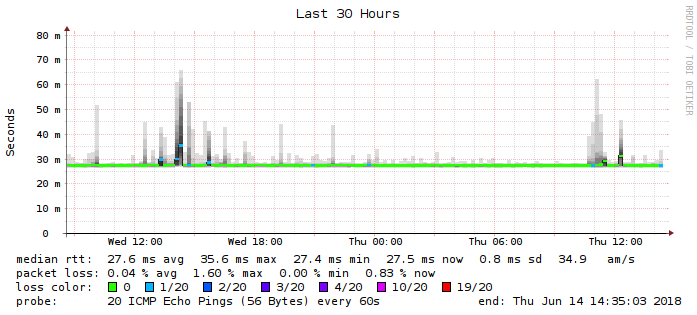 Last 30 Hours
RRDTOOL / TOBI OETIKER
Seconds
80 m
70 m
60 m
50 m
40 m
30 m
20 m
10 m
0
Wed 12:00 Wed 18:00 Thu 00:00 Thu 06:00 Thu 12:00
median rtt: 27.6 ms avg 35.6 ms max 27.4 ms min 27.5 ms now 0.8 ms sd 34.9 am/s
packet loss: 0.04 % avg 1.60 % max 0.00 % min 0.83 % now
loss color: 0 1/20 2/20 3/20 4/20 10/20 19/20
probe: 20 ICMP Echo Pings (56 Bytes) every 60s end: Thu Jun 14 14:35:03 2018